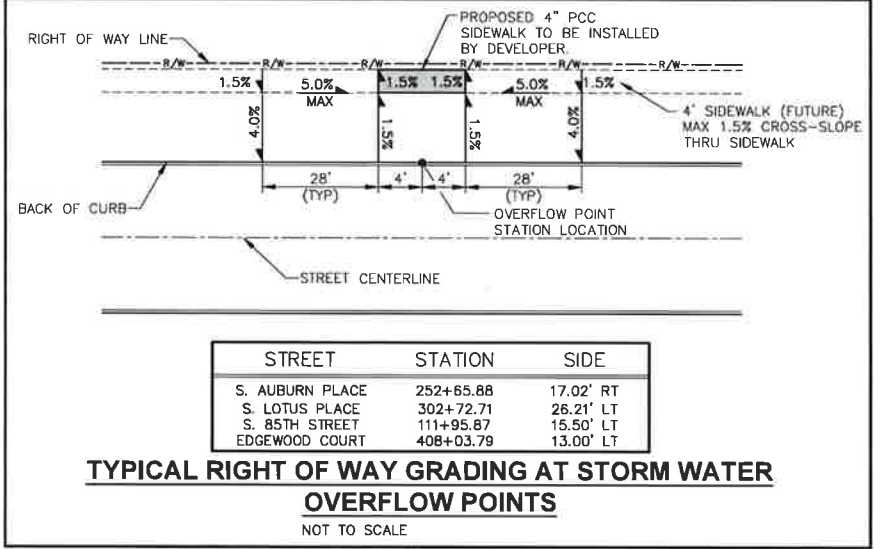 PROPOSED 4" PCC
SIDEWALK TO BE INSTALLED
BY DEVELOPER.
RIGHT OF WAY LINE
R/W R/W R/W R/W R/W R/W
1.5% 5.0% 1.5% 1.5% 5.0% 1.5%
MAX MAX
4' SIDEWALK (FUTURE)
MAX 1.5% CROSS-SLOPE
THRU SIDEWALK
4.0% 1.5% 1.5% 4.0%
28' 4' 4' 28'
(TYP) (TYP)
BACK OF CURB
OVERFLOW POINT
STATION LOCATION
STREET CENTERLINE
STREET STATION SIDE
S. AUBURN PLACE 252+65.88 17.02' RT
S. LOTUS PLACE 302+72.71 26.21' LT
S. 85TH STREET 111+95.87 15.50' LT
EDGEWOOD COURT 408+03.79 13.00' LT
TYPICAL RIGHT OF WAY GRADING AT STORM WATER
OVERFLOW POINTS
NOT TO SCALE